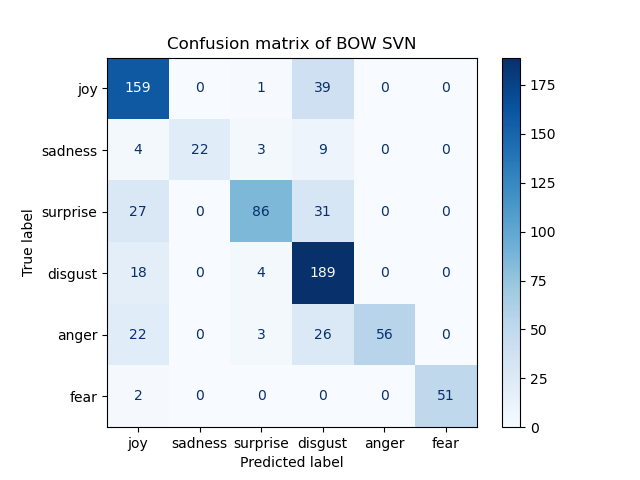 Confusion matrix of BOW SVN
True label
joy 159 0 1 39 0 0
sadness 4 22 3 9 0 0
surprise 27 0 86 31 0 0
disgust 18 0 4 189 0 0
anger 22 0 3 26 56 0
fear 2 0 0 0 0 51
joy sadness surprise disgust anger fear
Predicted label
175
150
125
100
75
50
25
0